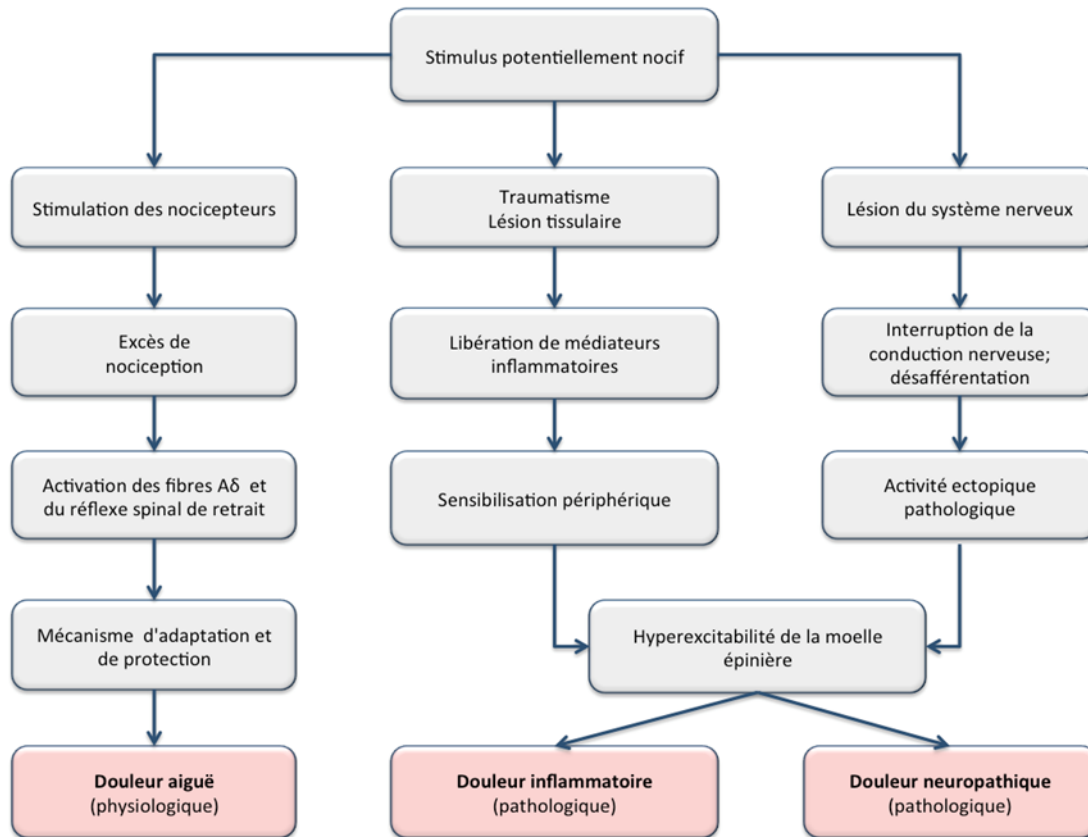 Stimulus potentiellement nocif
Stimulation des nocicepteurs
Traumatisme
Lésion tissulaire
Lésion du système nerveux
Excès de
nociception
Libération de médiateurs
inflammatoires
Interruption de la
conduction nerveuse;
désafférentation
Activation des fibres Aδ et
du réflexe spinal de retrait
Sensibilisation périphérique
Activité ectopique
pathologique
Mécanisme d'adaptation et
de protection
Hyperexcitabilité de la moelle
épinière
Douleur aiguë
(physiologique)
Douleur inflammatoire
(pathologique)
Douleur neuropathique
(pathologique)